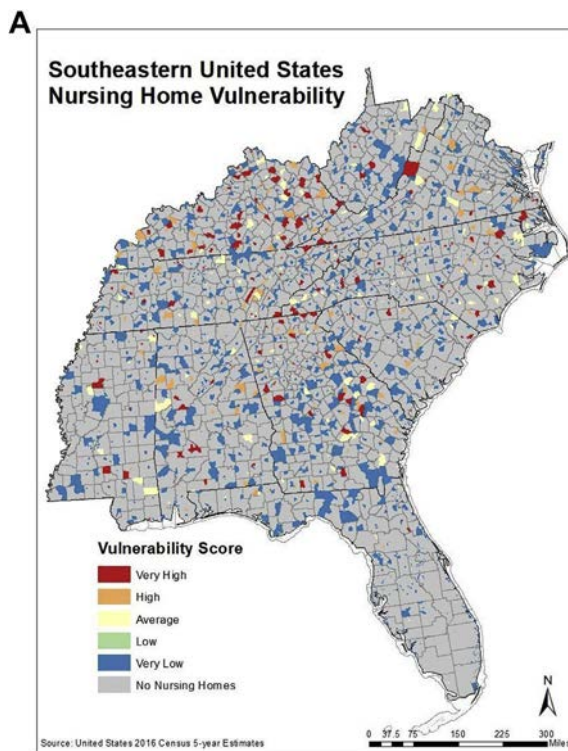 A
Southeastern United States
Nursing Home Vulnerability
Vulnerability Score
Very High
High
Average
Low
Very Low
No Nursing Homes
N
Source: United States 2016 Census 5-year Estimates
0 37.5 75 150 225 300
Miles